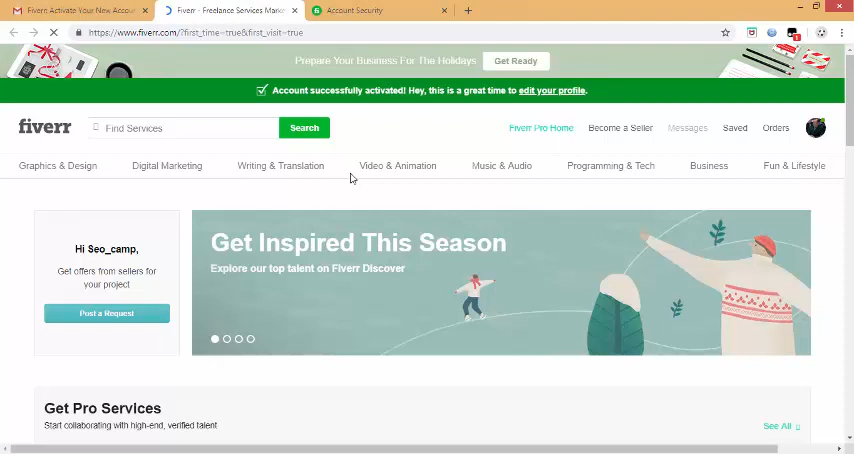 Fiverr: Activate Your New Accoun
Fiverr - Freelance Services Marke
Account Security
https://www.fiverr.com/?first_time=true&first_visit=true
Prepare Your Business For The Holidays
Get Ready
Account successfully activated! Hey, this is a great time to edit your profile.
fiverr
Find Services
Search
Fiverr Pro Home
Become a Seller
Messages
Saved
Orders
Graphics & Design
Digital Marketing
Writing & Translation
Video & Animation
Music & Audio
Programming & Tech
Business
Fun & Lifestyle
Hi Seo_camp,
Get offers from sellers for
your project
Post a Request
Get Inspired This Season
Explore our top talent on Fiverr Discover
Get Pro Services
Start collaborating with high-end, verified talent
See All